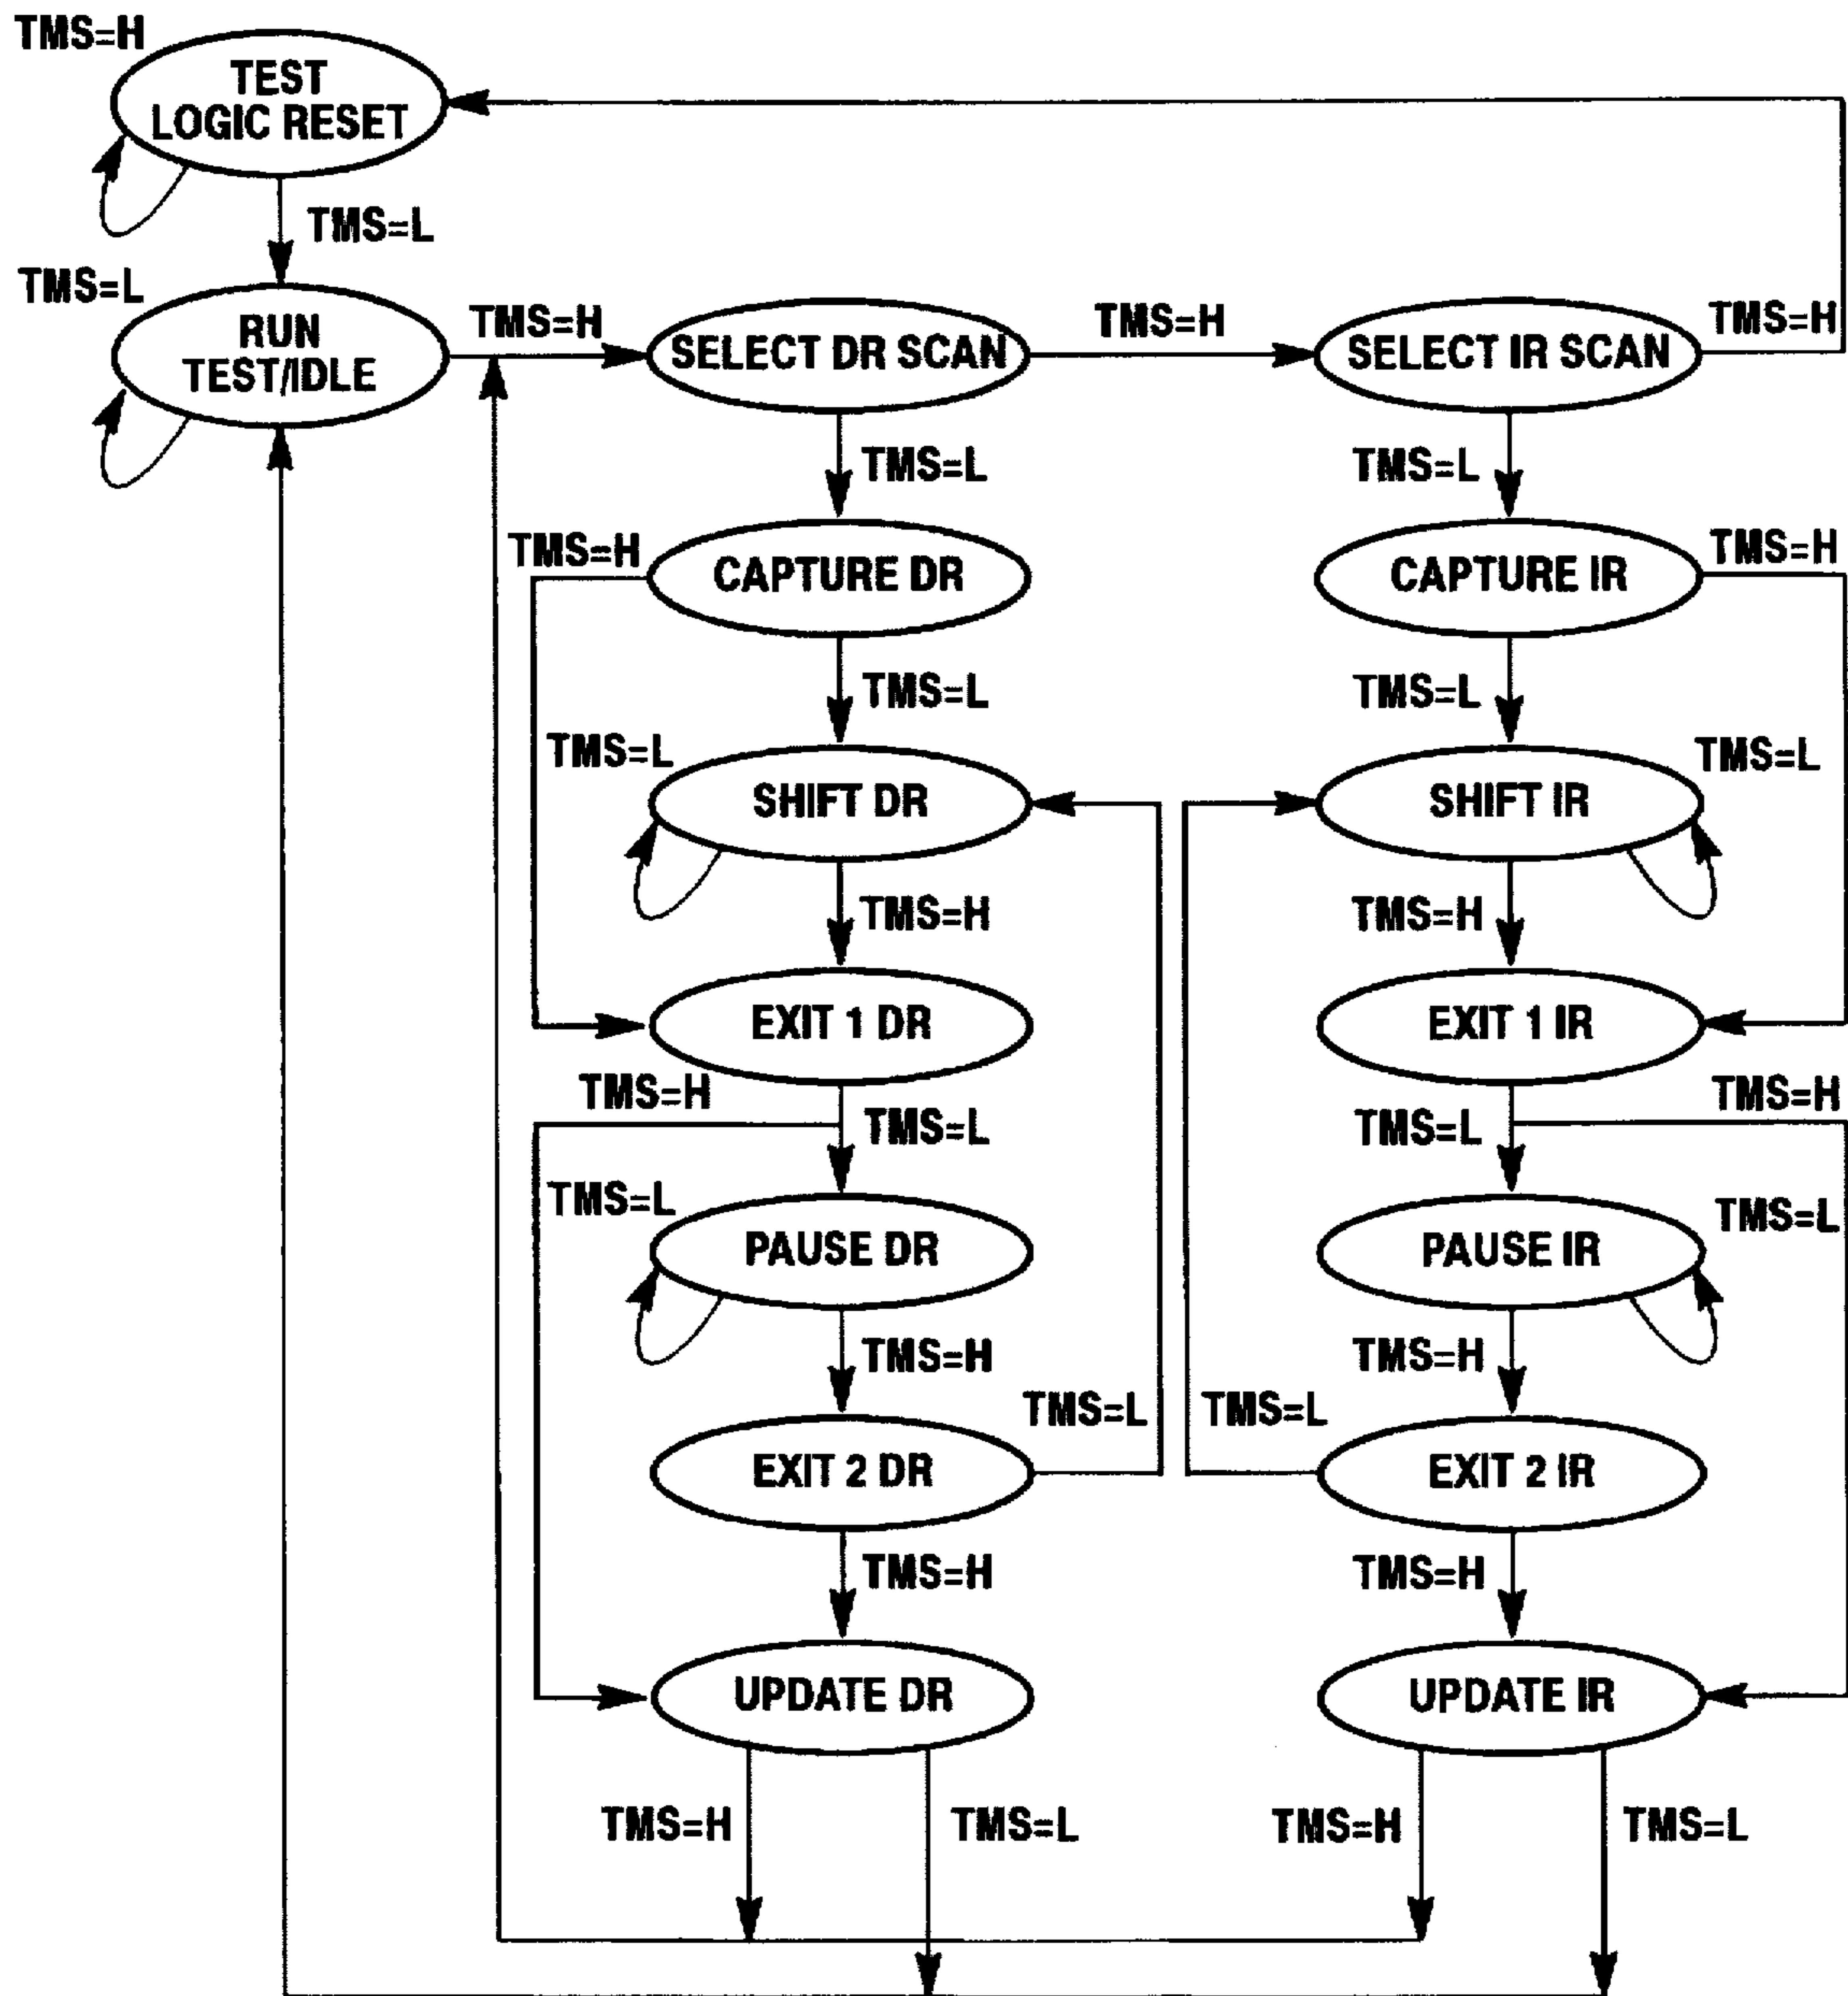 TMS=H
TEST
LOGIC RESET
TMS=L
TMS=L
RUN
TEST/IDLE
TMS=H
SELECT DR SCAN
TMS=H
SELECT IR SCAN
TMS=H
TMS=L
TMS=L
TMS=H
CAPTURE DR
CAPTURE IR
TMS=H
TMS=L
TMS=L
TMS=L
SHIFT DR
SHIFT IR
TMS=L
TMS=H
TMS=H
EXIT 1 DR
EXIT 1 IR
TMS=H
TMS=L
TMS=L
TMS=H
TMS=L
PAUSE DR
PAUSE IR
TMS=L
TMS=H
TMS=H
TMS=L
TMS=L
EXIT 2 DR
EXIT 2 IR
TMS=H
TMS=H
UPDATE DR
UPDATE IR
TMS=H
TMS=L
TMS=H
TMS=L